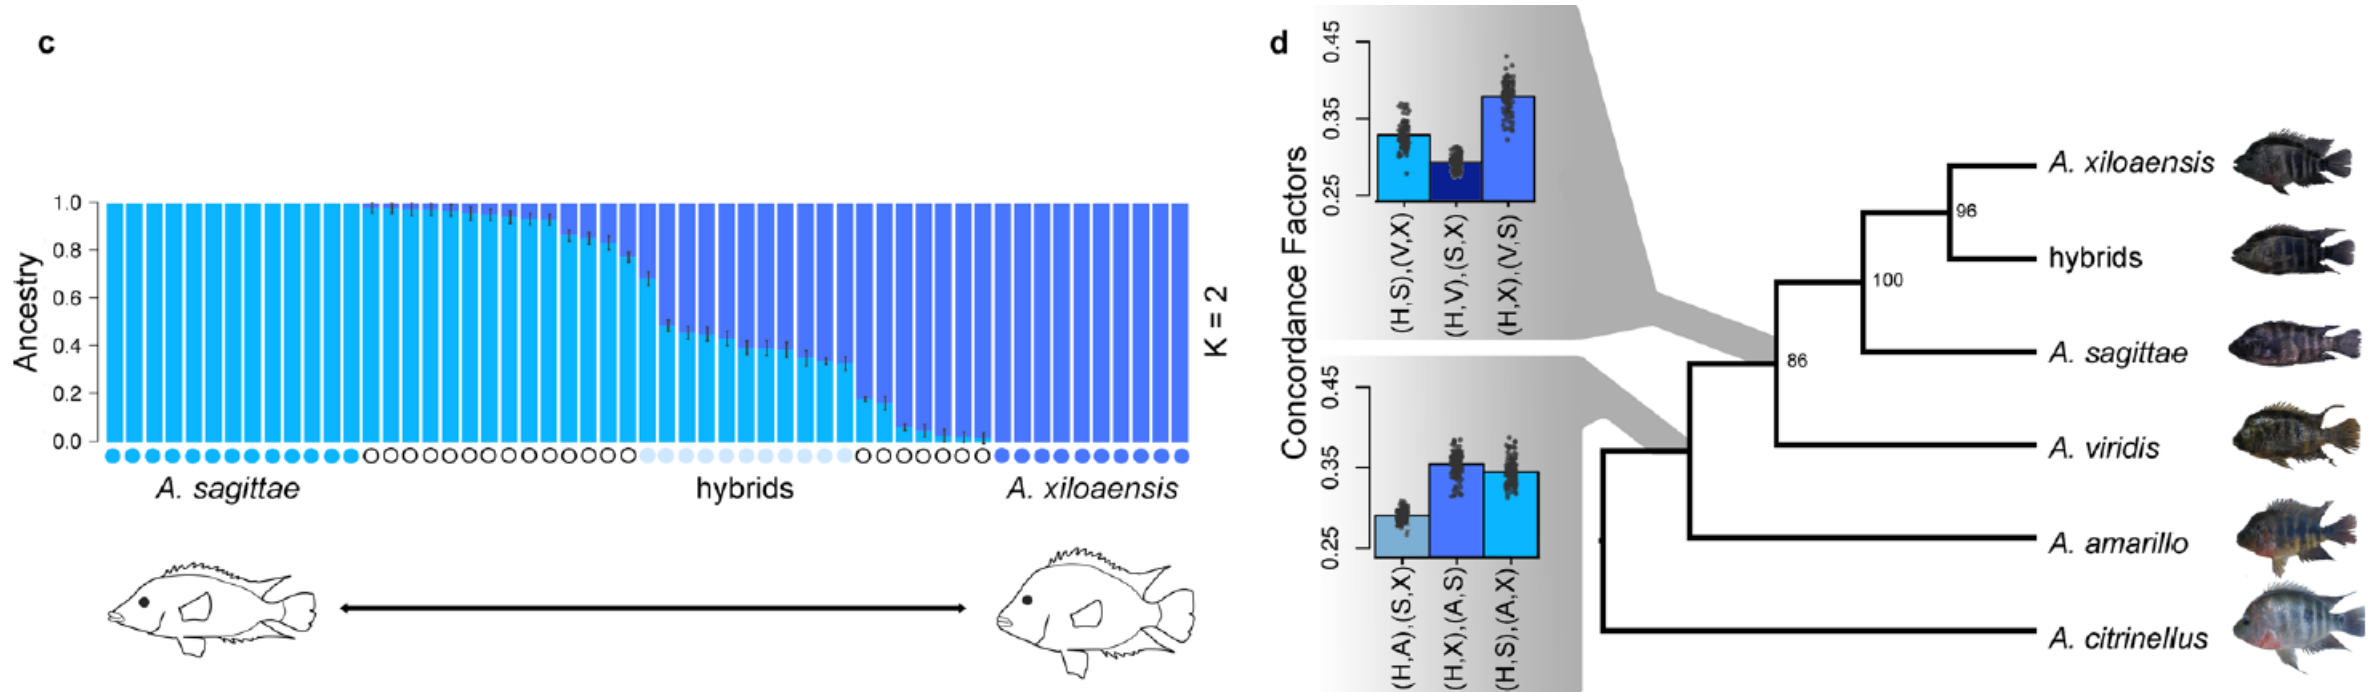 c
Ancestry
1.0
0.8
0.6
0.4
0.2
0.0
K = 2
A. sagittae
hybrids
A. xiloaensis
d
Concordance Factors
0.45
0.35
0.25
(H,S),(V,X)
(H,V),(S,X)
(H,X),(V,S)
0.45
0.35
0.25
(H,A),(S,X)
(H,X),(A,S)
(H,S),(A,X)
96
100
86
A. xiloaensis
hybrids
A. sagittae
A. viridis
A. amarillo
A. citrinellus